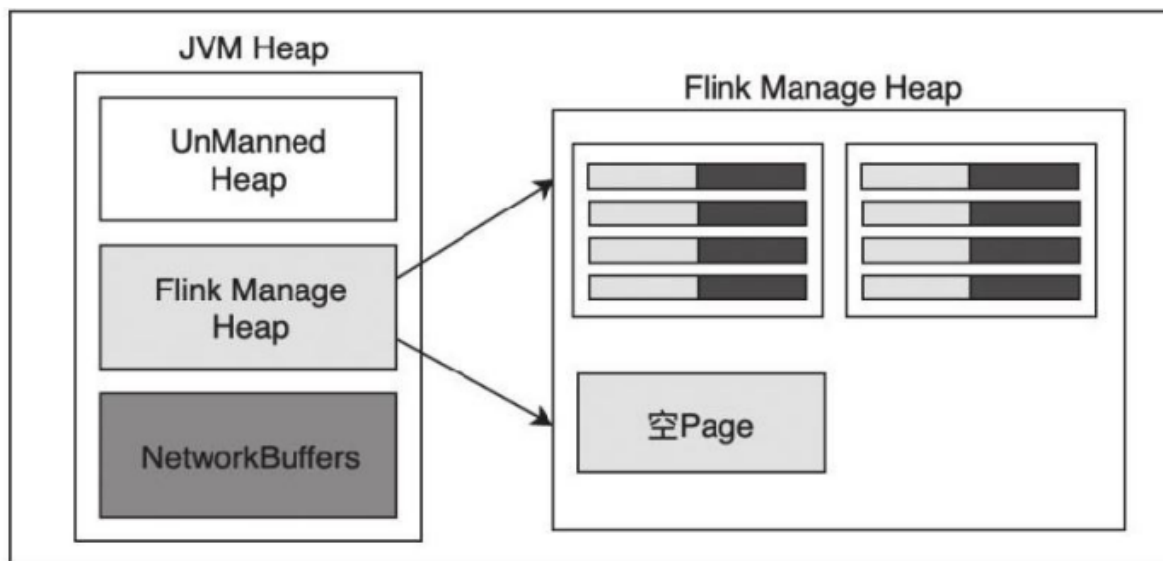 JVM Heap
UnManned
Heap
Flink Manage
Heap
NetworkBuffers
Flink Manage Heap
空Page